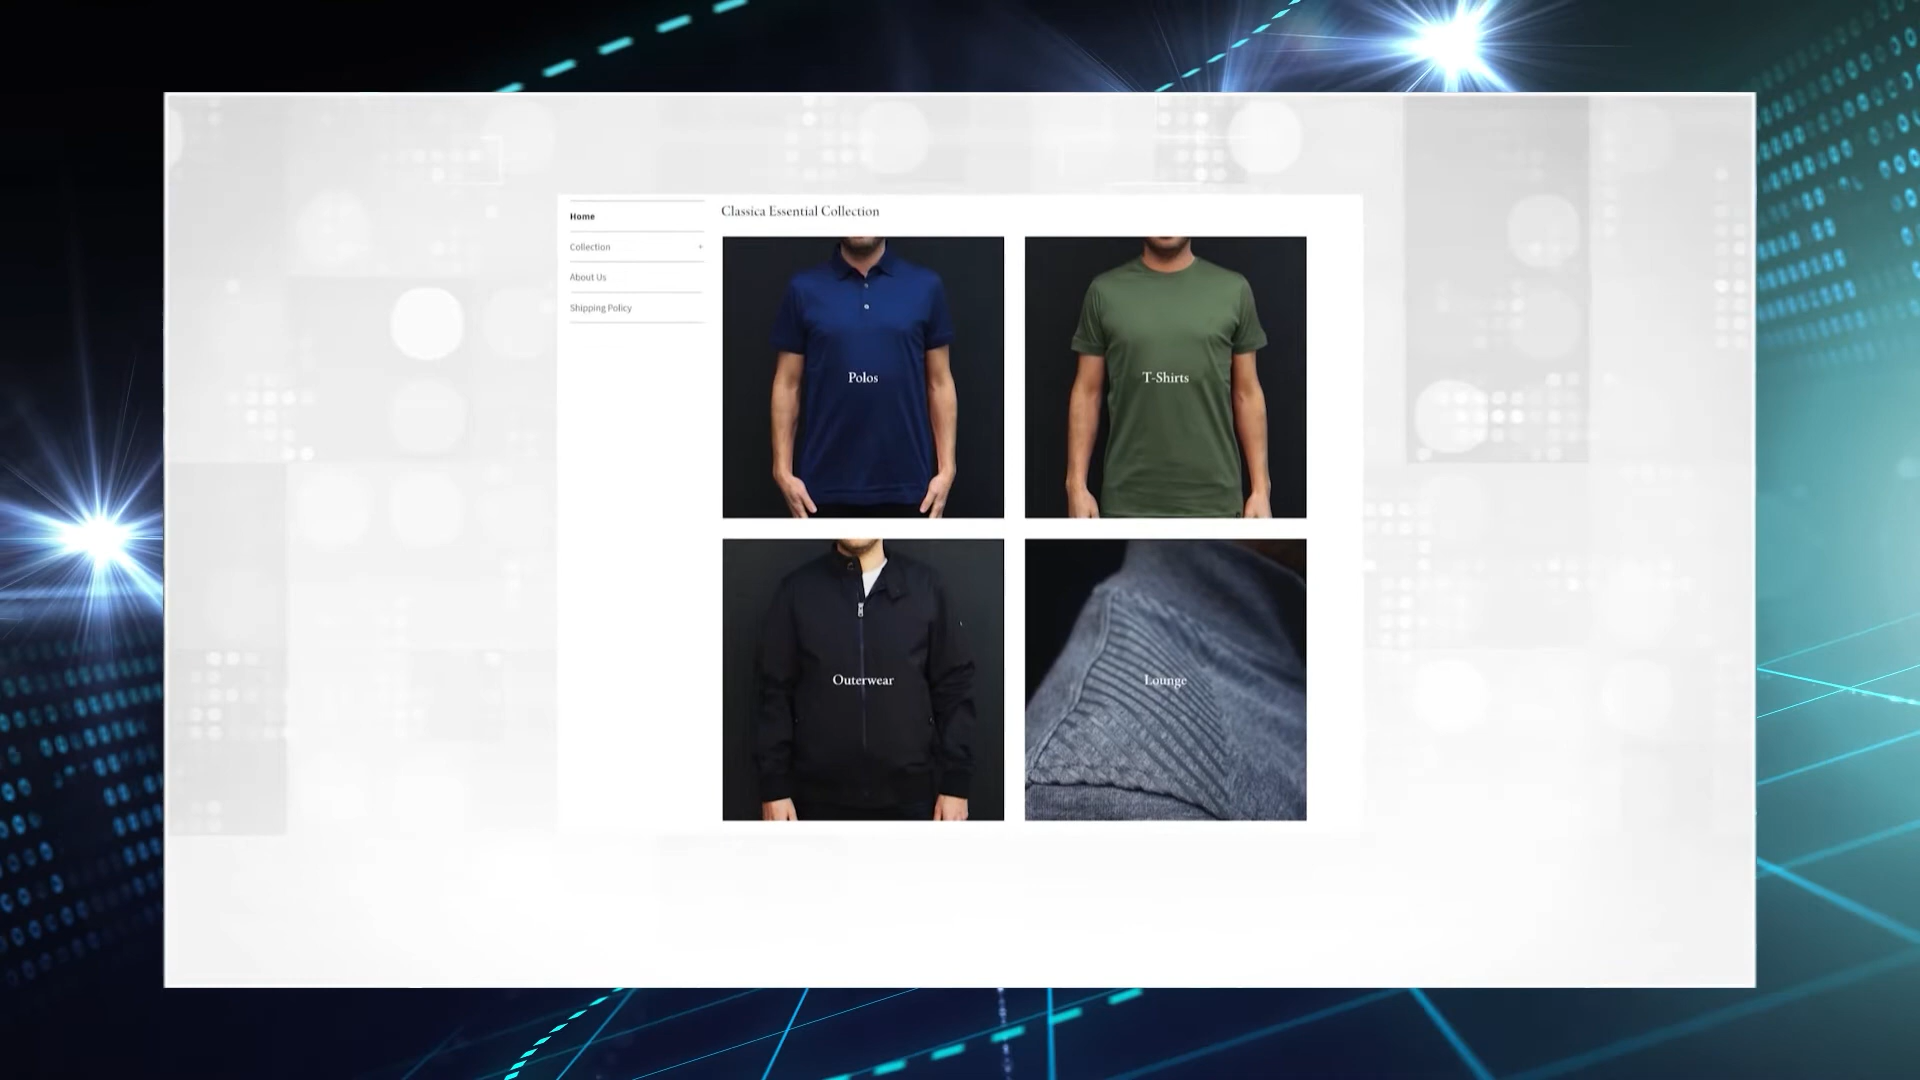 Home
Collection +
About Us
Shipping Policy
Classica Essential Collection
Polos
T-Shirts
Outerwear
Lounge